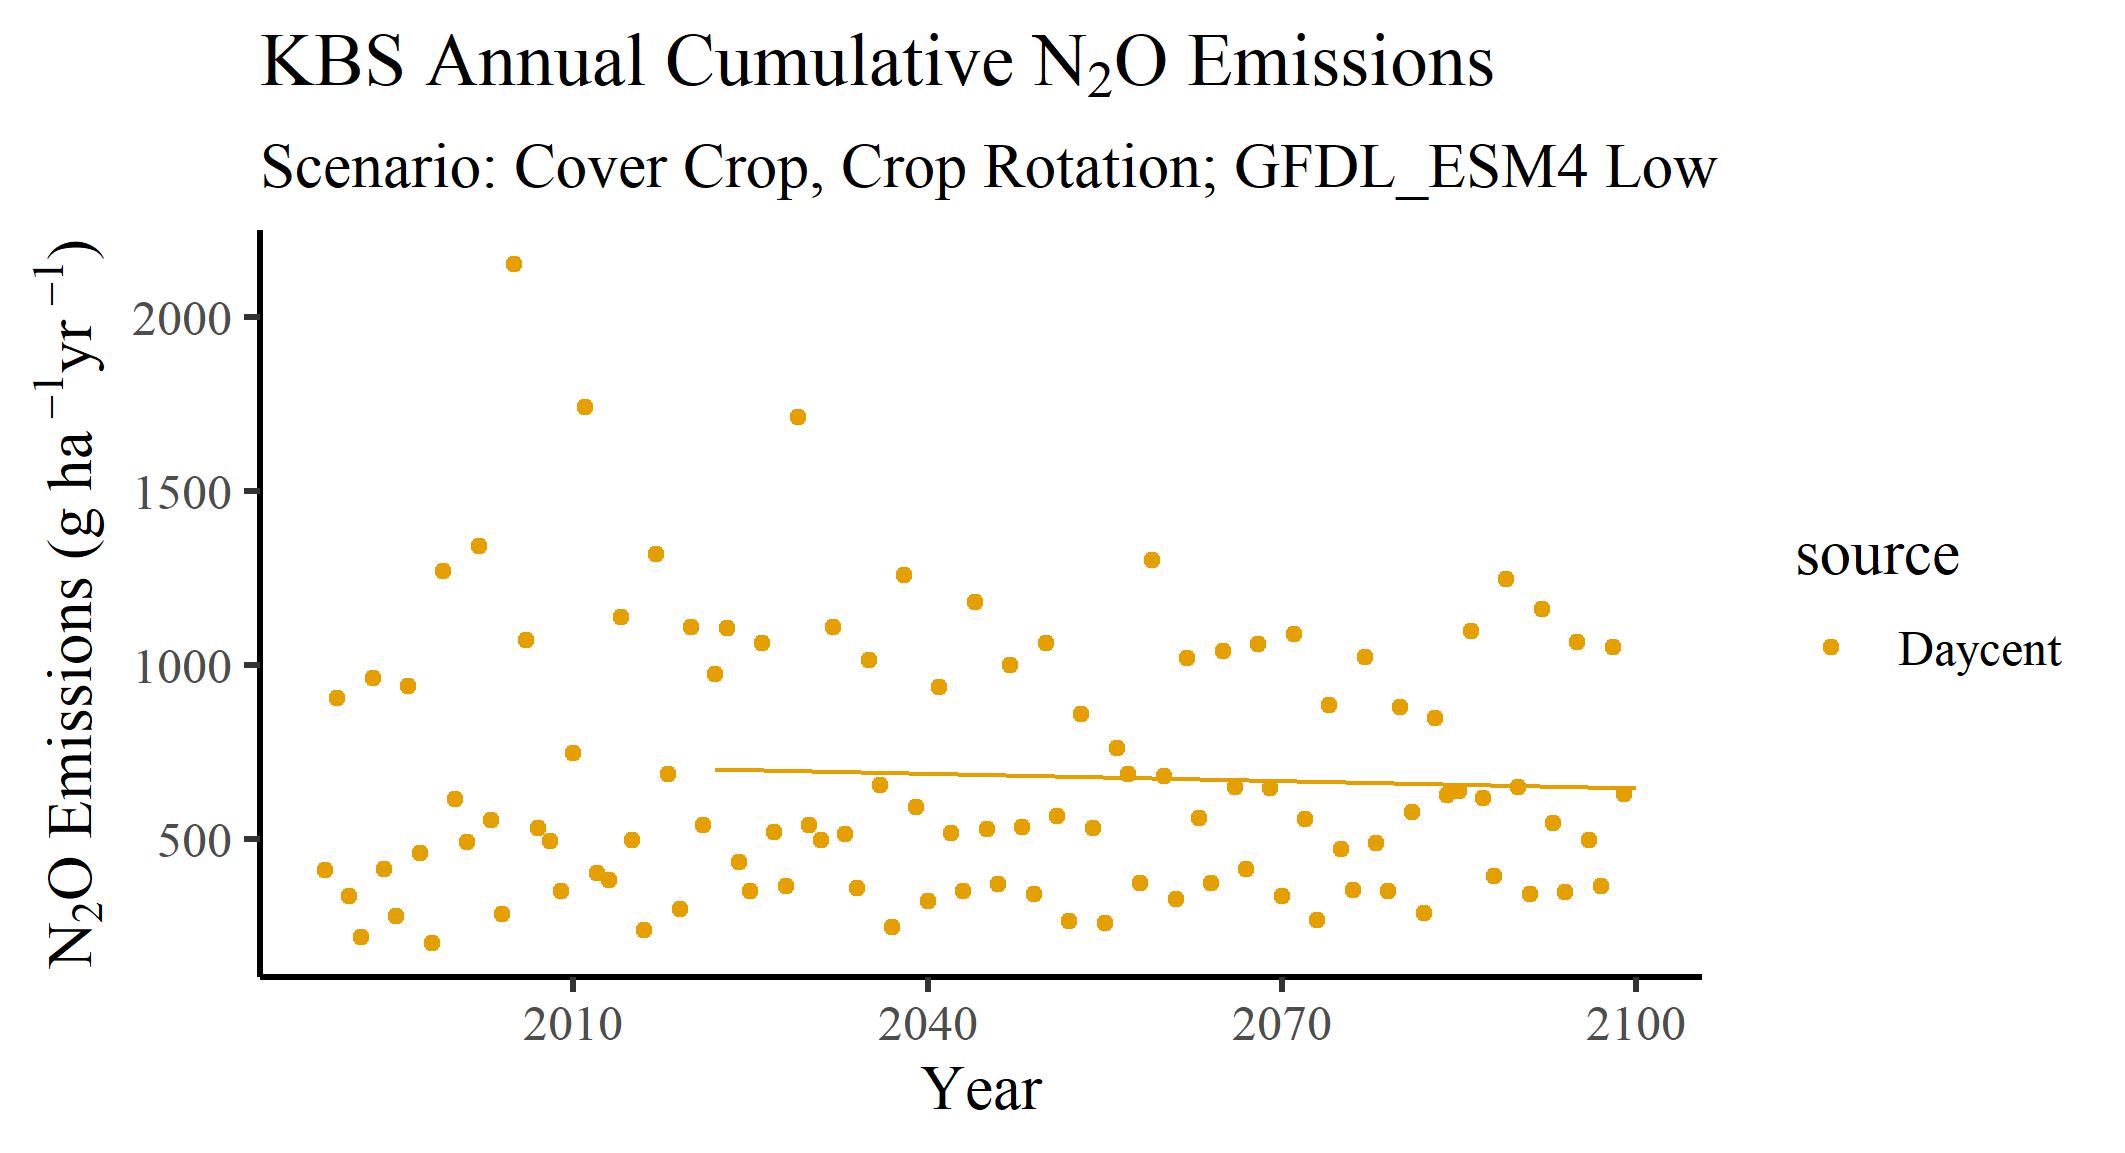 KBS Annual Cumulative N₂O Emissions
Scenario: Cover Crop, Crop Rotation; GFDL_ESM4 Low
N₂O Emissions (g ha⁻¹yr⁻¹)
2000
1500
1000
500
2010 2040 2070 2100
Year
source
Daycent